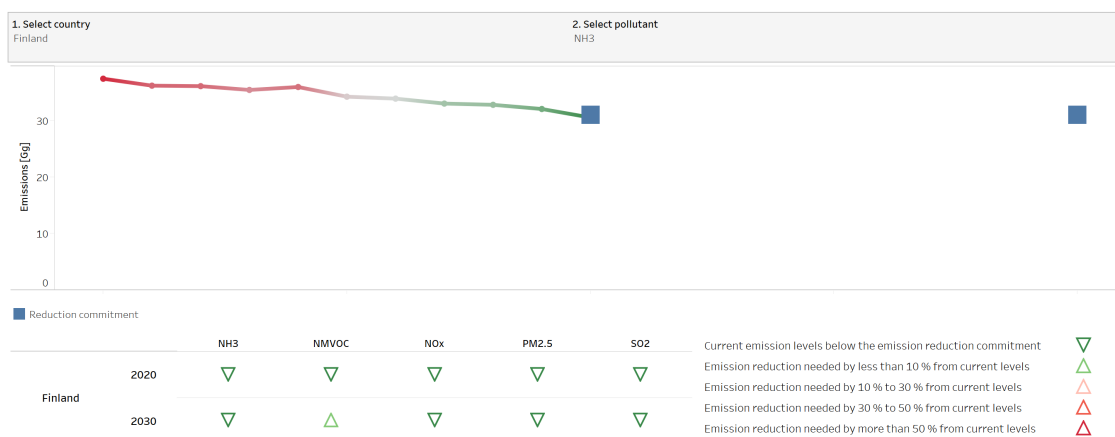 1. Select country
Finland
2. Select pollutant
NH3
Emissions [Gg]
30
20
10
0
Reduction commitment
NH3 NMVOC NOx PM2.5 SO2
Finland
2020
2030
Current emission levels below the emission reduction commitment
Emission reduction needed by less than 10 % from current levels
Emission reduction needed by 10 % to 30 % from current levels
Emission reduction needed by 30 % to 50 % from current levels
Emission reduction needed by more than 50 % from current levels